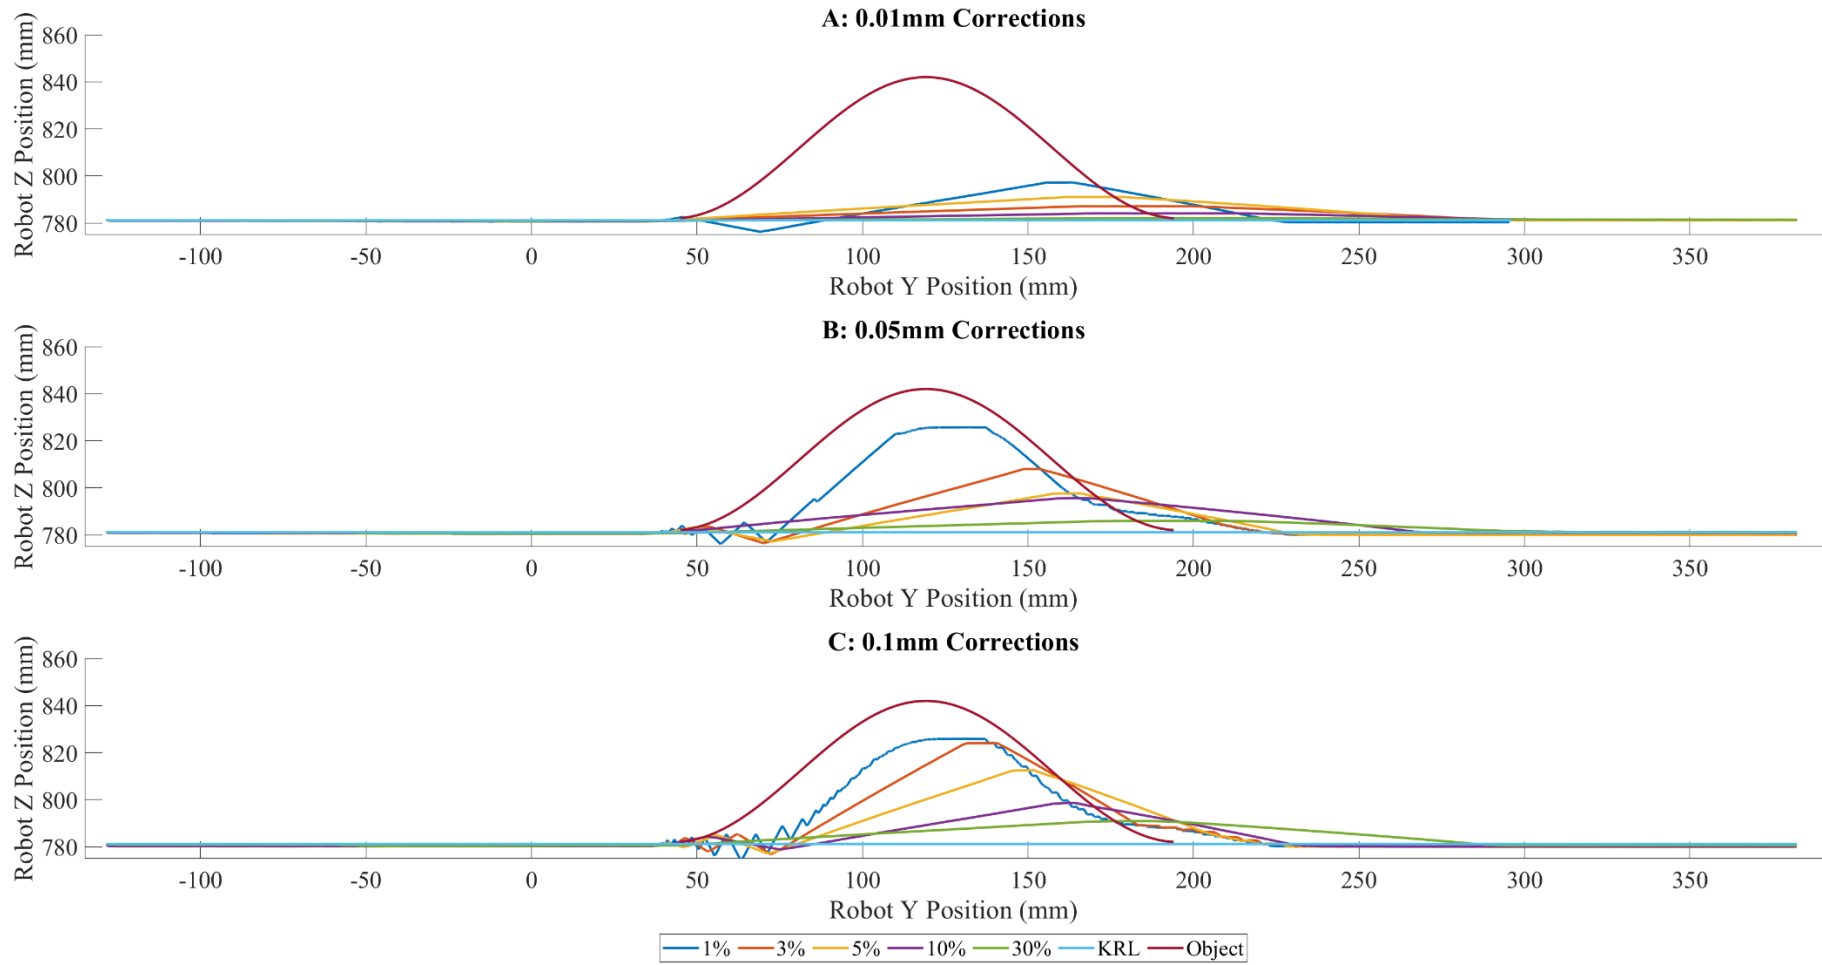 A: 0.01mm Corrections
Robot Z Position (mm)
860
840
820
800
780
-100 -50 0 50 100 150 200 250 300 350
Robot Y Position (mm)
B: 0.05mm Corrections
Robot Z Position (mm)
860
840
820
800
780
-100 -50 0 50 100 150 200 250 300 350
Robot Y Position (mm)
C: 0.1mm Corrections
Robot Z Position (mm)
860
840
820
800
780
-100 -50 0 50 100 150 200 250 300 350
Robot Y Position (mm)
1% 3% 5% 10% 30% KRL Object